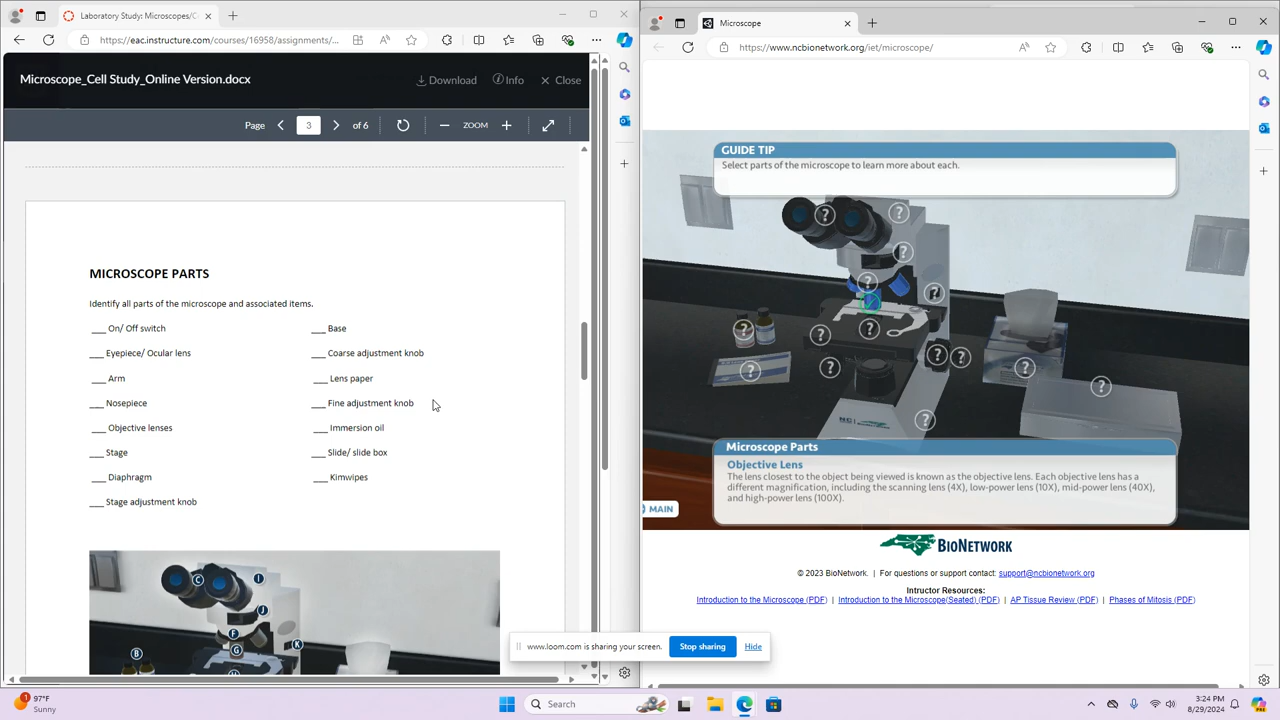 Laboratory Study: Microscopes/C
https://eac.instructure.com/courses/16958/assignments/...
Microscope_Cell_Study_Online Version.docx
Download
Info
Close
Page
3
of 6
ZOOM
MICROSCOPE PARTS
Identify all parts of the microscope and associated items.
___ On/ Off switch
___ Base
___ Eyepiece/ Ocular lens
___ Coarse adjustment knob
___ Arm
___ Lens paper
___ Nosepiece
___ Fine adjustment knob
___ Objective lenses
___ Immersion oil
___ Stage
___ Slide/ slide box
___ Diaphragm
___ Kimwipes
___ Stage adjustment knob
C
I
J
F
G
K
B
Microscope
https://www.ncbionetwork.org/iet/microscope/
GUIDE TIP
Select parts of the microscope to learn more about each.
NC
Microscope Parts
Objective Lens
The lens closest to the object being viewed is known as the objective lens. Each objective lens has a
different magnification, including the scanning lens (4X), low-power lens (10X), mid-power lens (40X),
and high-power lens (100X).
MAIN
BIONETWORK
© 2023 BioNetwork. | For questions or support contact: support@ncbionetwork.org
Intructor Resources:
Introduction to the Microscope (PDF) | Introduction to the Microscope(Seated) (PDF) | AP Tissue Review (PDF) | Phases of Mitosis (PDF)
www.loom.com is sharing your screen.
Stop sharing
Hide
1
97°F
Sunny
Search
3:24 PM
8/29/2024